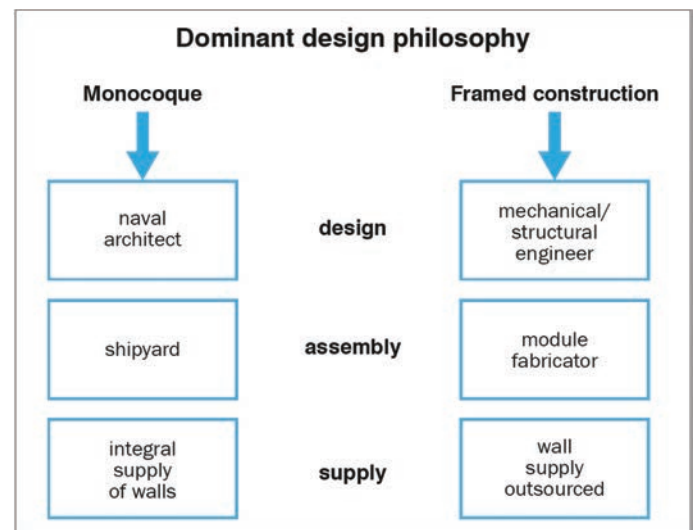 Dominant design philosophy
Monocoque
Framed construction
naval
architect
design
mechanical/
structural
engineer
shipyard
assembly
module
fabricator
integral
supply
of walls
supply
wall
supply
outsourced